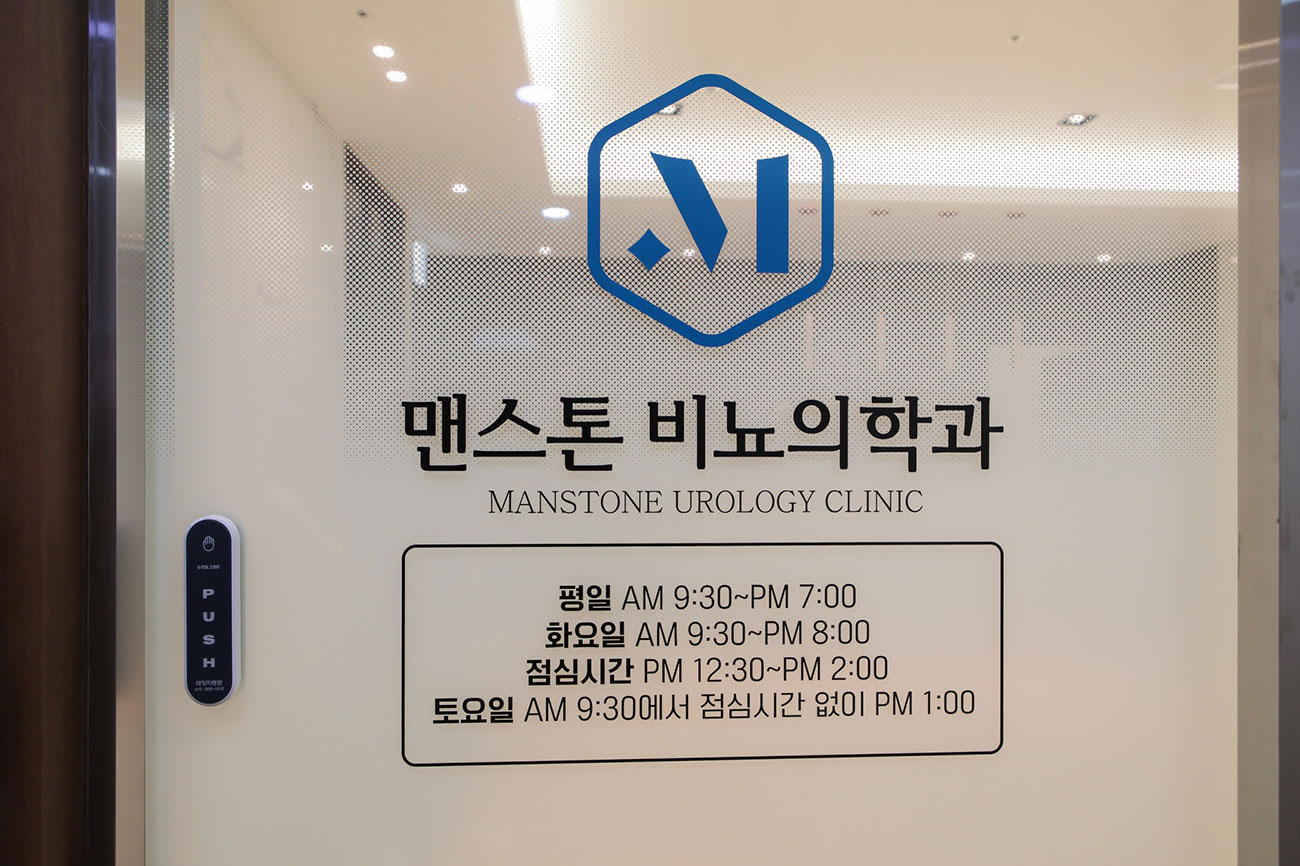 맨스톤 비뇨의학과
MANSTONE UROLOGY CLINIC
평일 AM 9:30~PM 7:00
화요일 AM 9:30~PM 8:00
점심시간 PM 12:30~PM 2:00
토요일 AM 9:30에서 점심시간 없이 PM 1:00
PUSH